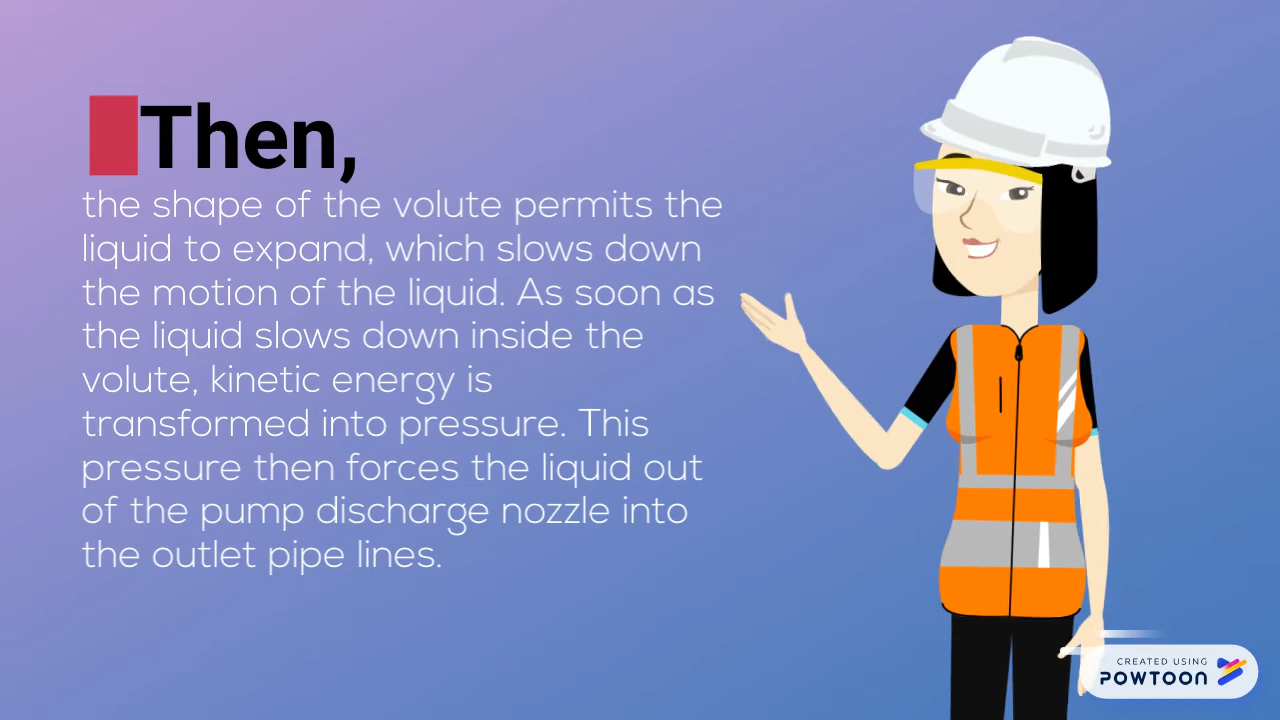 Then,
the shape of the volute permits the
liquid to expand, which slows down
the motion of the liquid. As soon as
the liquid slows down inside the
volute, kinetic energy is
transformed into pressure. This
pressure then forces the liquid out
of the pump discharge nozzle into
the outlet pipe lines.
CREATED USING
POWTOON